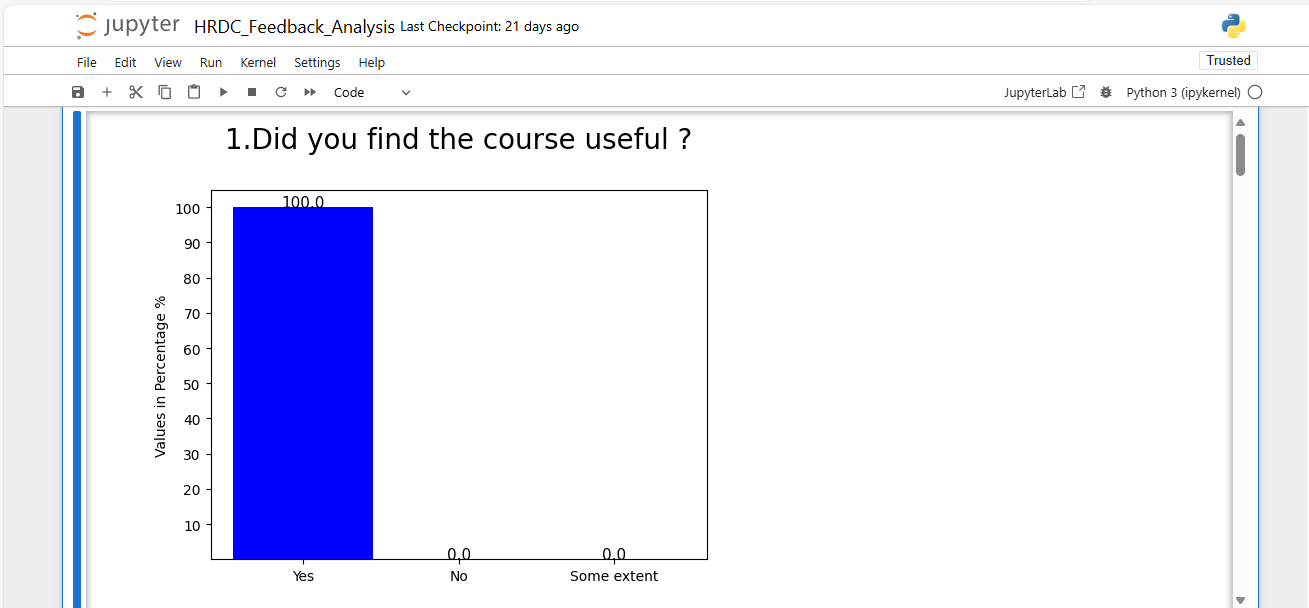 jupyter HRDC_Feedback_Analysis Last Checkpoint: 21 days ago
File Edit View Run Kernel Settings Help
Trusted
Code
JupyterLab
Python 3 (ipykernel)
1.Did you find the course useful ?
Values in Percentage %
100
90
80
70
60
50
40
30
20
10
100.0
0.0
0.0
Yes
No
Some extent